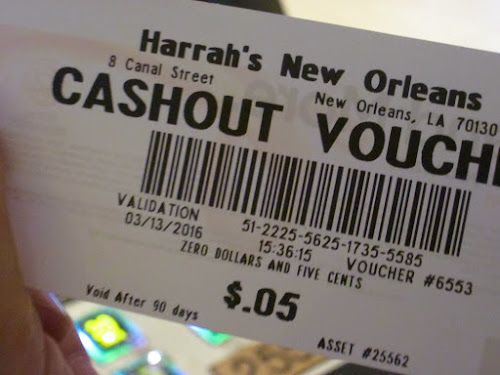 Harrah's New Orleans
8 Canal Street
New Orleans, LA 70130
CASHOUT VOUCH
VALIDATION
51-2225-5625-1735-5585
03/13/2016
15:36:15
VOUCHER #6553
ZERO DOLLARS AND FIVE CENTS
$.05
Void After 90 days
ASSET #25562